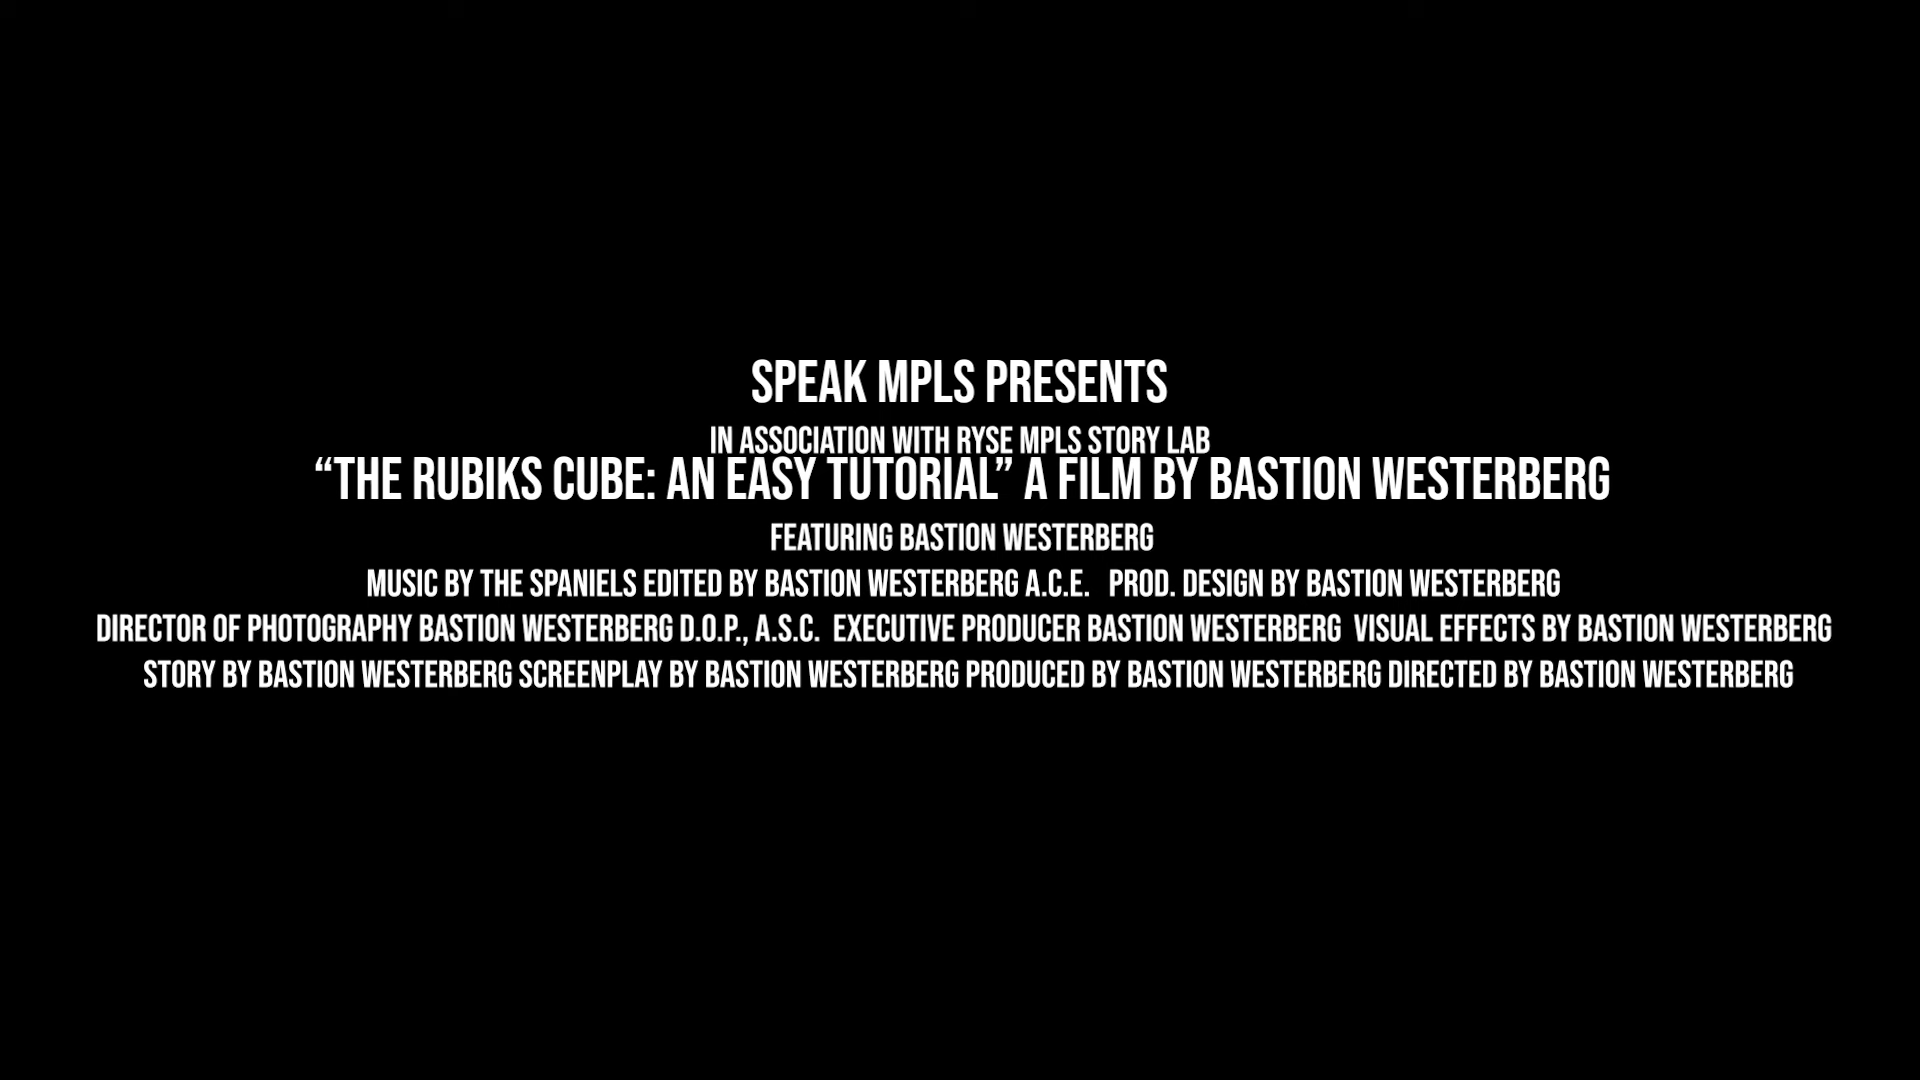 SPEAK MPLS PRESENTS
IN ASSOCIATION WITH RYSE MPLS STORY LAB
“THE RUBIKS CUBE: AN EASY TUTORIAL” A FILM BY BASTION WESTERBERG
FEATURING BASTION WESTERBERG
MUSIC BY THE SPANIELS EDITED BY BASTION WESTERBERG A.C.E. PROD. DESIGN BY BASTION WESTERBERG
DIRECTOR OF PHOTOGRAPHY BASTION WESTERBERG D.O.P., A.S.C. EXECUTIVE PRODUCER BASTION WESTERBERG VISUAL EFFECTS BY BASTION WESTERBERG
STORY BY BASTION WESTERBERG SCREENPLAY BY BASTION WESTERBERG PRODUCED BY BASTION WESTERBERG DIRECTED BY BASTION WESTERBERG